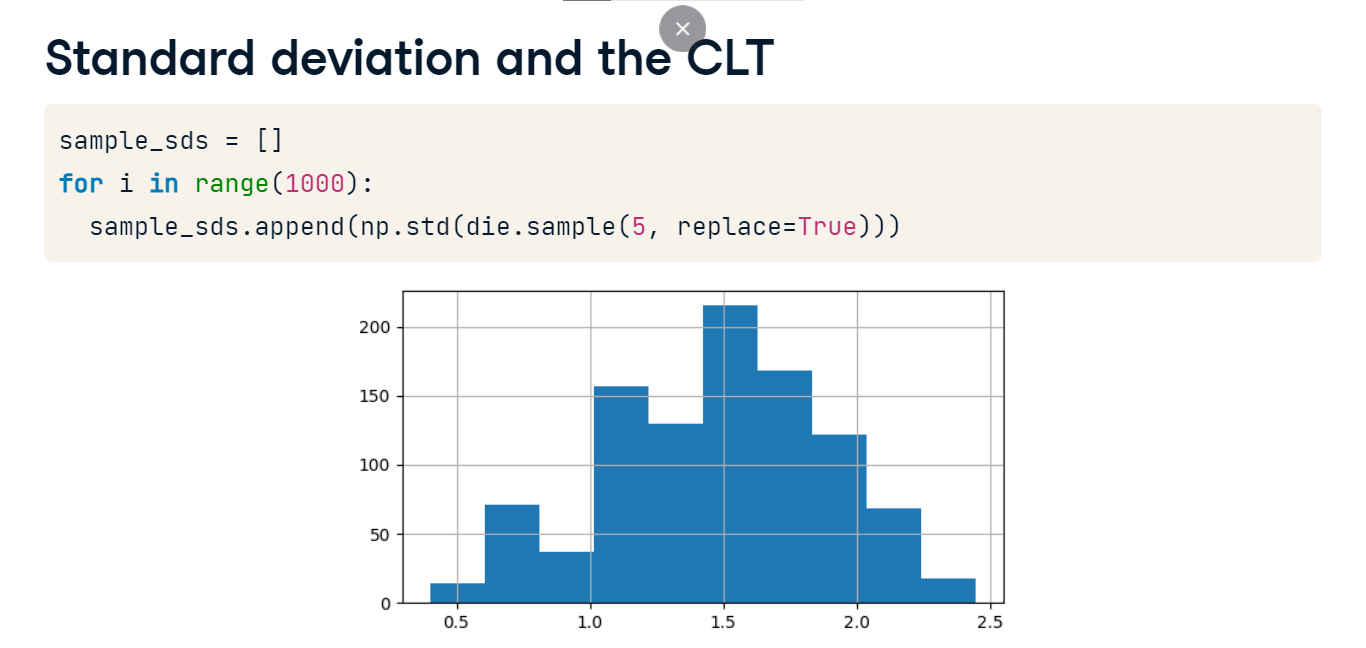 Standard deviation and the CLT
sample_sds = []
for i in range(1000):
  sample_sds.append(np.std(die.sample(5, replace=True)))
200
150
100
50
0
0.5 1.0 1.5 2.0 2.5